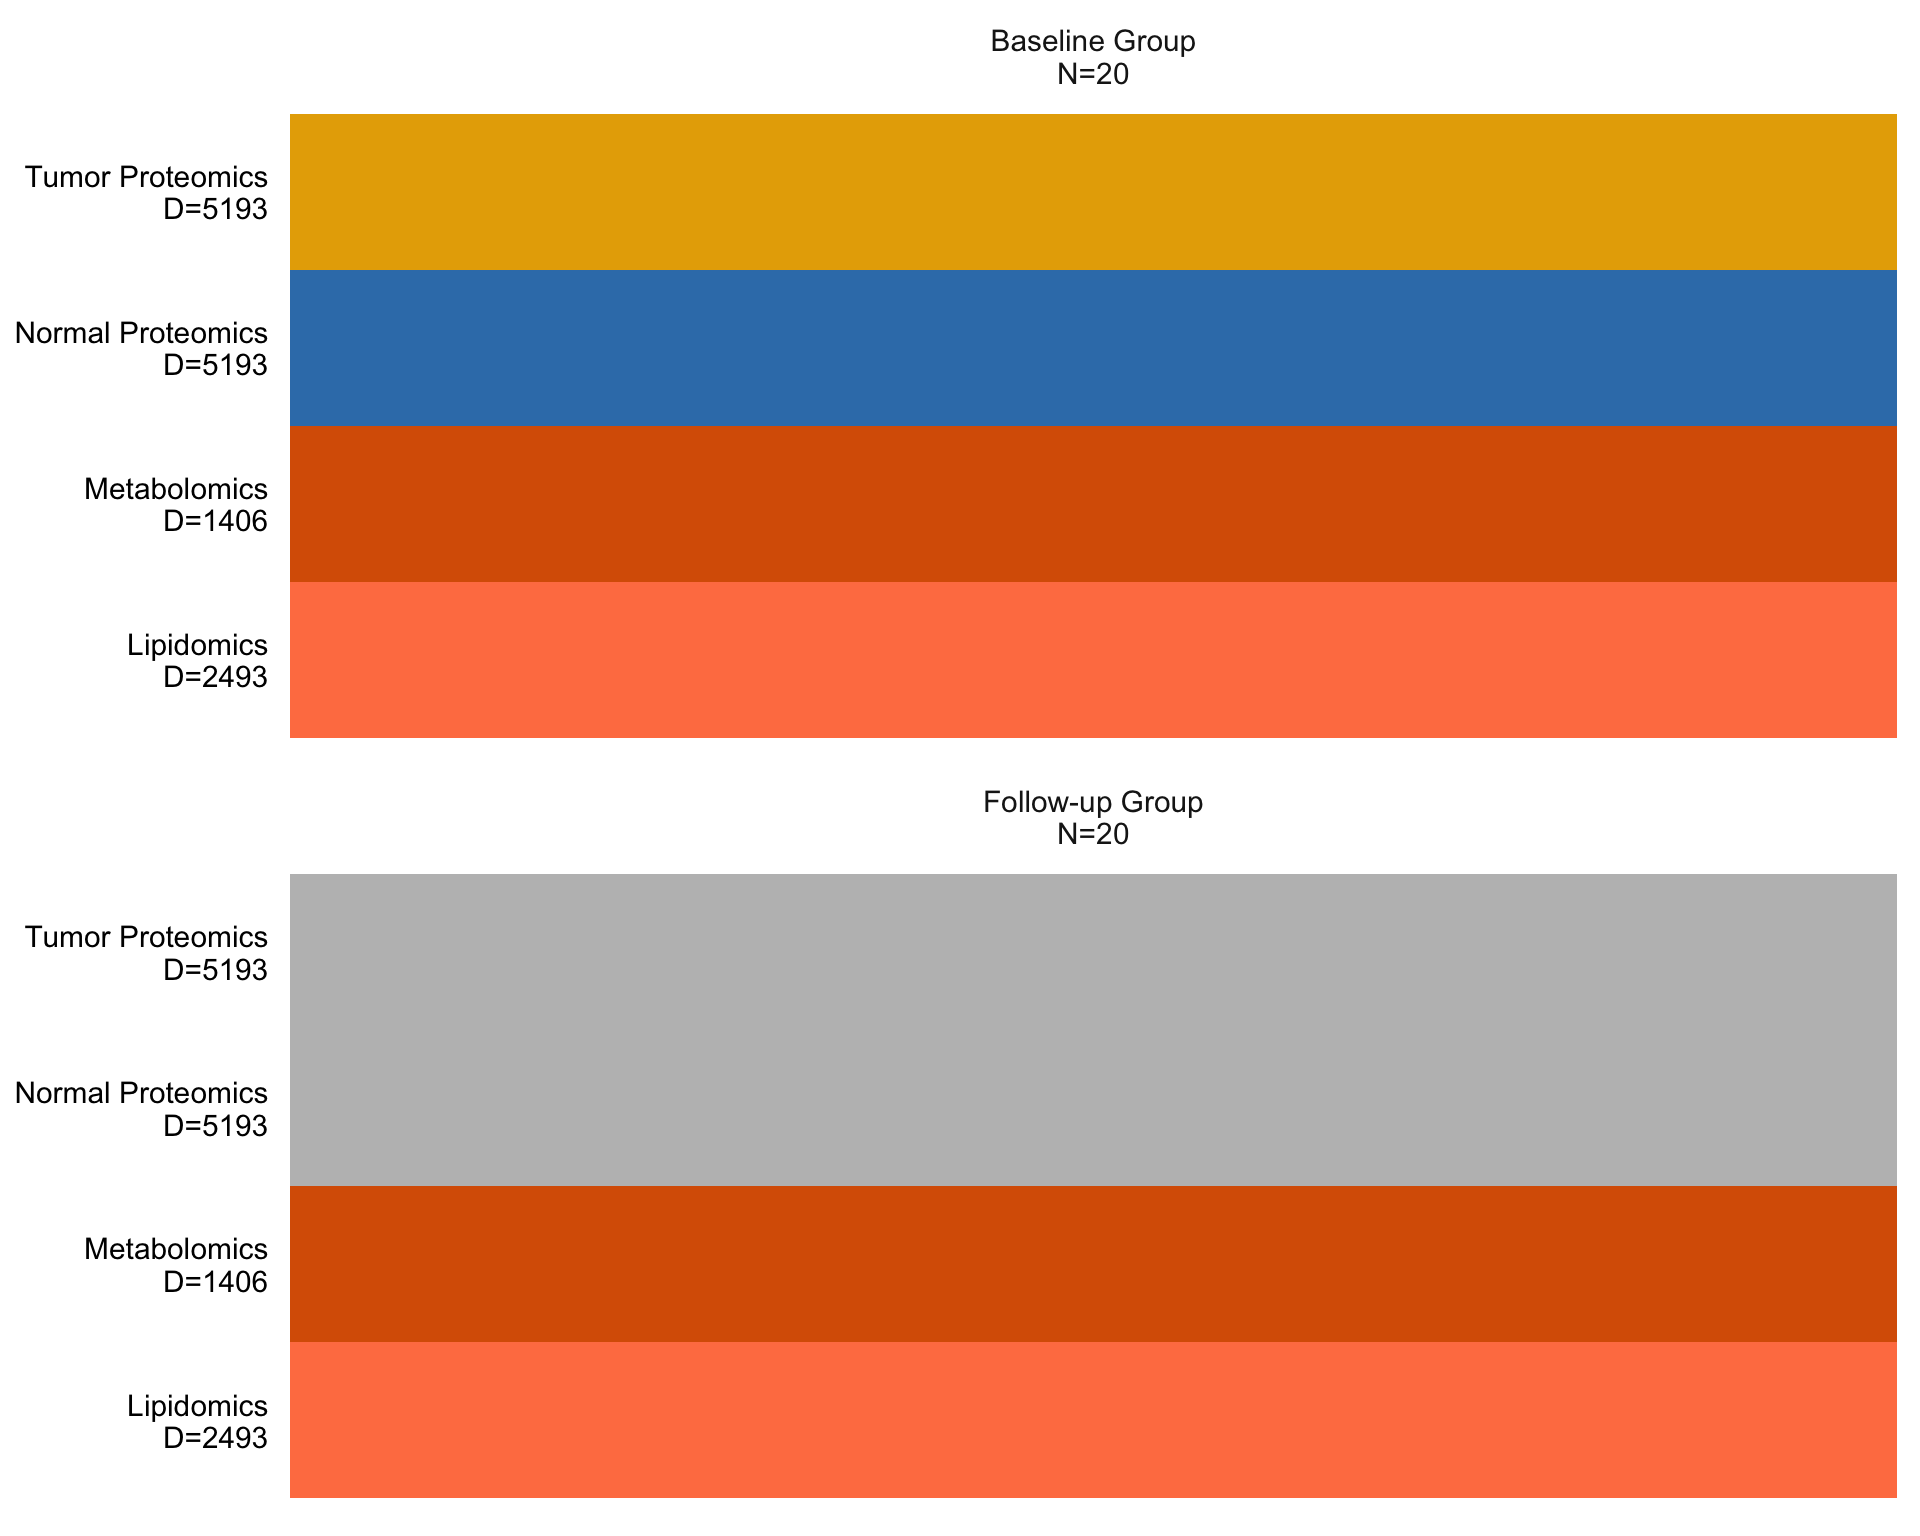 Baseline Group
N=20
Tumor Proteomics
D=5193
Normal Proteomics
D=5193
Metabolomics
D=1406
Lipidomics
D=2493
Follow-up Group
N=20
Tumor Proteomics
D=5193
Normal Proteomics
D=5193
Metabolomics
D=1406
Lipidomics
D=2493